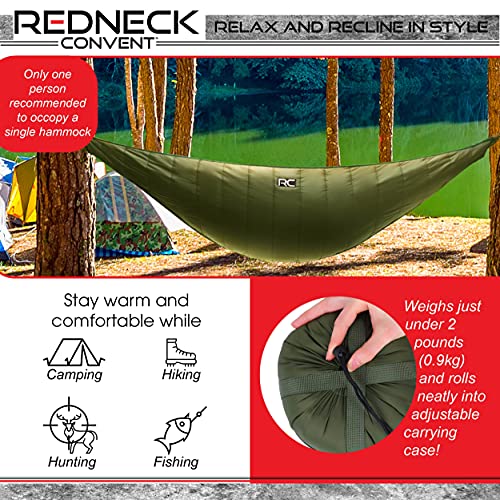 REDNECK
CONVENT
RELAX AND RECLINE IN STYLE
Only one
person
recommended
to occupy a
single hammock
RC
Stay warm and
comfortable while
Camping
Hiking
Hunting
Fishing
Weighs just
under 2
pounds
(0.9kg)
and rolls
neatly into
adjustable
carrying
case!